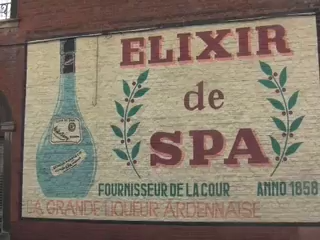 ELIXIR
de
SPA
FOURNISSEUR DE LA COUR ANNO 1858
LA GRANDE LIQUEUR ARDENNAISE